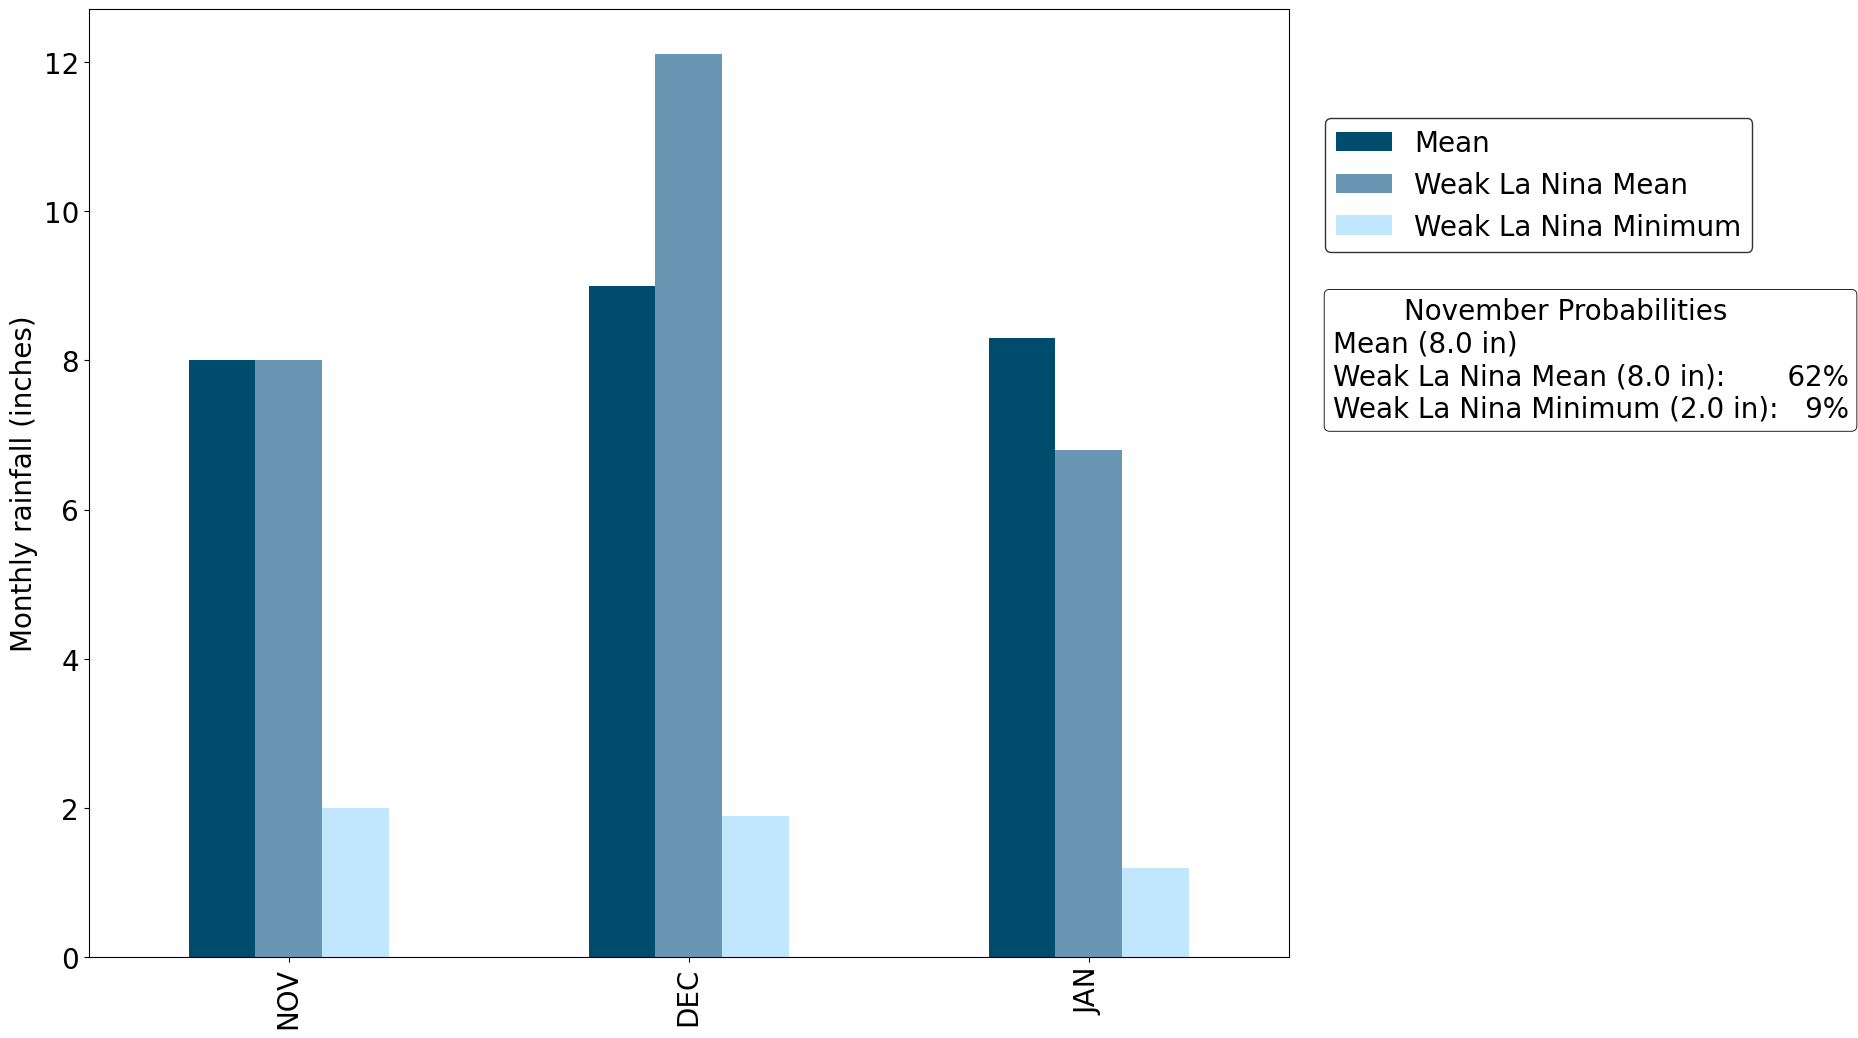 Monthly rainfall (inches)
12
10
8
6
4
2
0
NOV
DEC
JAN
Mean
Weak La Nina Mean
Weak La Nina Minimum
November Probabilities
Mean (8.0 in)
Weak La Nina Mean (8.0 in): 62%
Weak La Nina Minimum (2.0 in): 9%